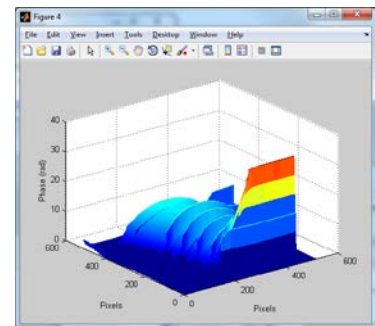 Figure 4
File Edit View Insert Tools Desktop Window Help
40
30
20
10
0
Phase (rad)
600
400
200
0
Pixels
0
200
400
600
Pixels